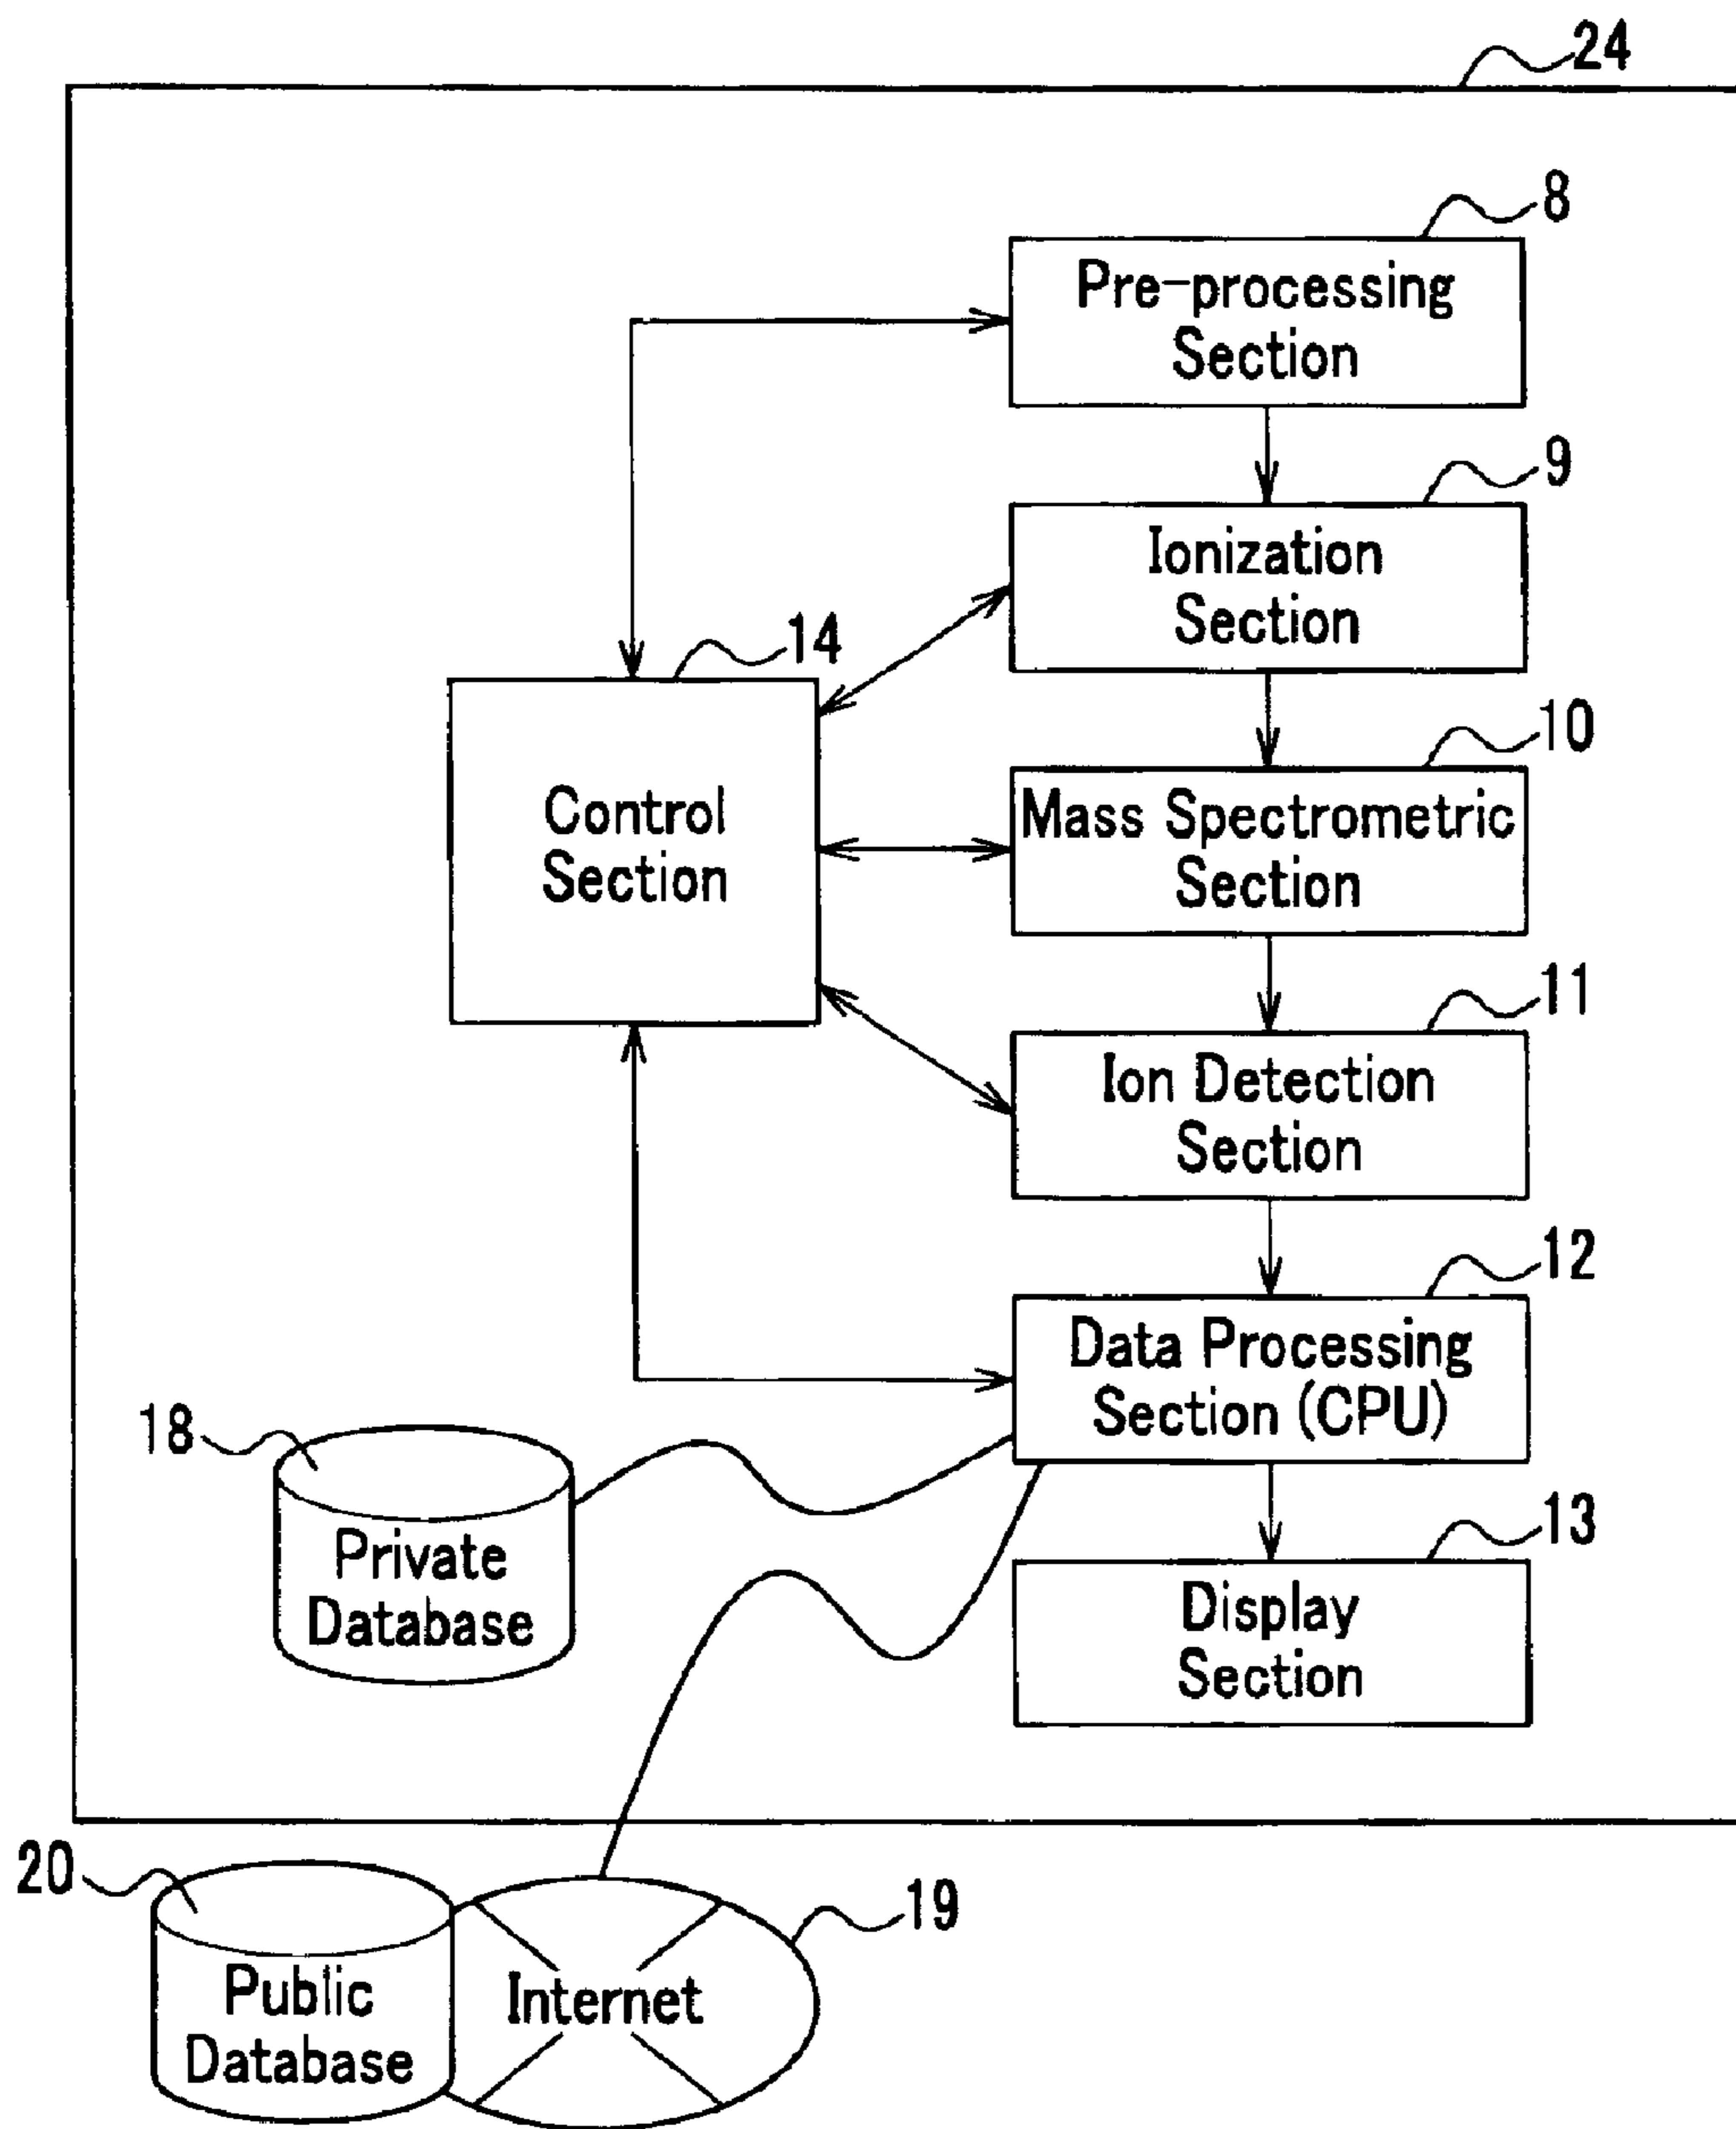 24
8
Pre-processing
Section
9
Ionization
Section
14
Control
Section
10
Mass Spectrometric
Section
11
Ion Detection
Section
12
Data Processing
Section (CPU)
18
Private
Database
13
Display
Section
20
Public
Database
19
Internet